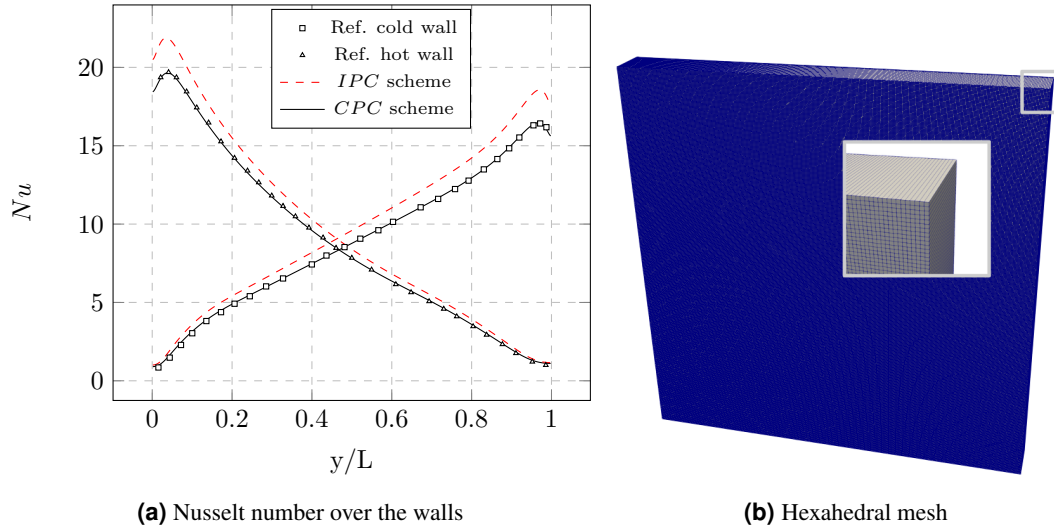 Ref. cold wall
Ref. hot wall
IPC scheme
CPC scheme
20
15
10
5
0
Nu
0 0.2 0.4 0.6 0.8 1
y/L
(a) Nusselt number over the walls
(b) Hexahedral mesh